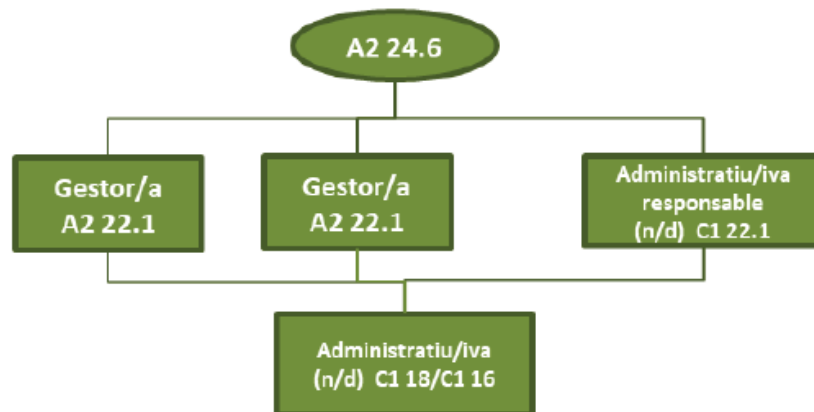 A2 24.6
Gestor/a
A2 22.1
Gestor/a
A2 22.1
Administratiu/iva
responsable
(n/d) C1 22.1
Administratiu/iva
(n/d) C1 18/C1 16